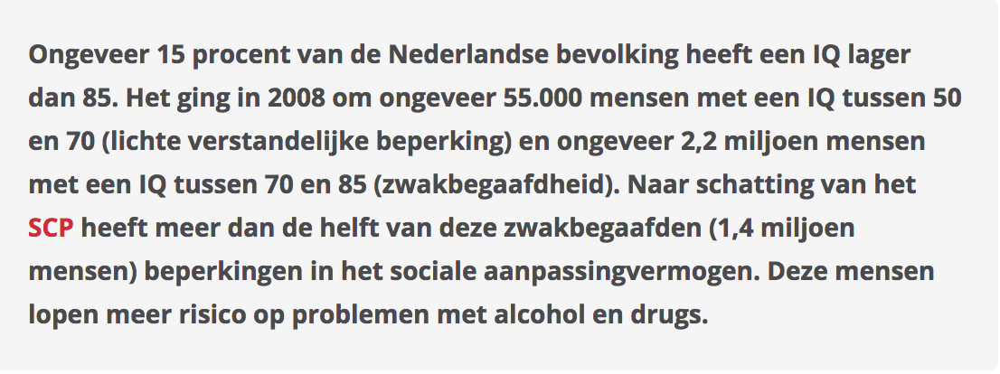 Ongeveer 15 procent van de Nederlandse bevolking heeft een IQ lager
dan 85. Het ging in 2008 om ongeveer 55.000 mensen met een IQ tussen 50
en 70 (lichte verstandelijke beperking) en ongeveer 2,2 miljoen mensen
met een IQ tussen 70 en 85 (zwakbegaafdheid). Naar schatting van het
SCP heeft meer dan de helft van deze zwakbegaafden (1,4 miljoen
mensen) beperkingen in het sociale aanpassingvermogen. Deze mensen
lopen meer risico op problemen met alcohol en drugs.